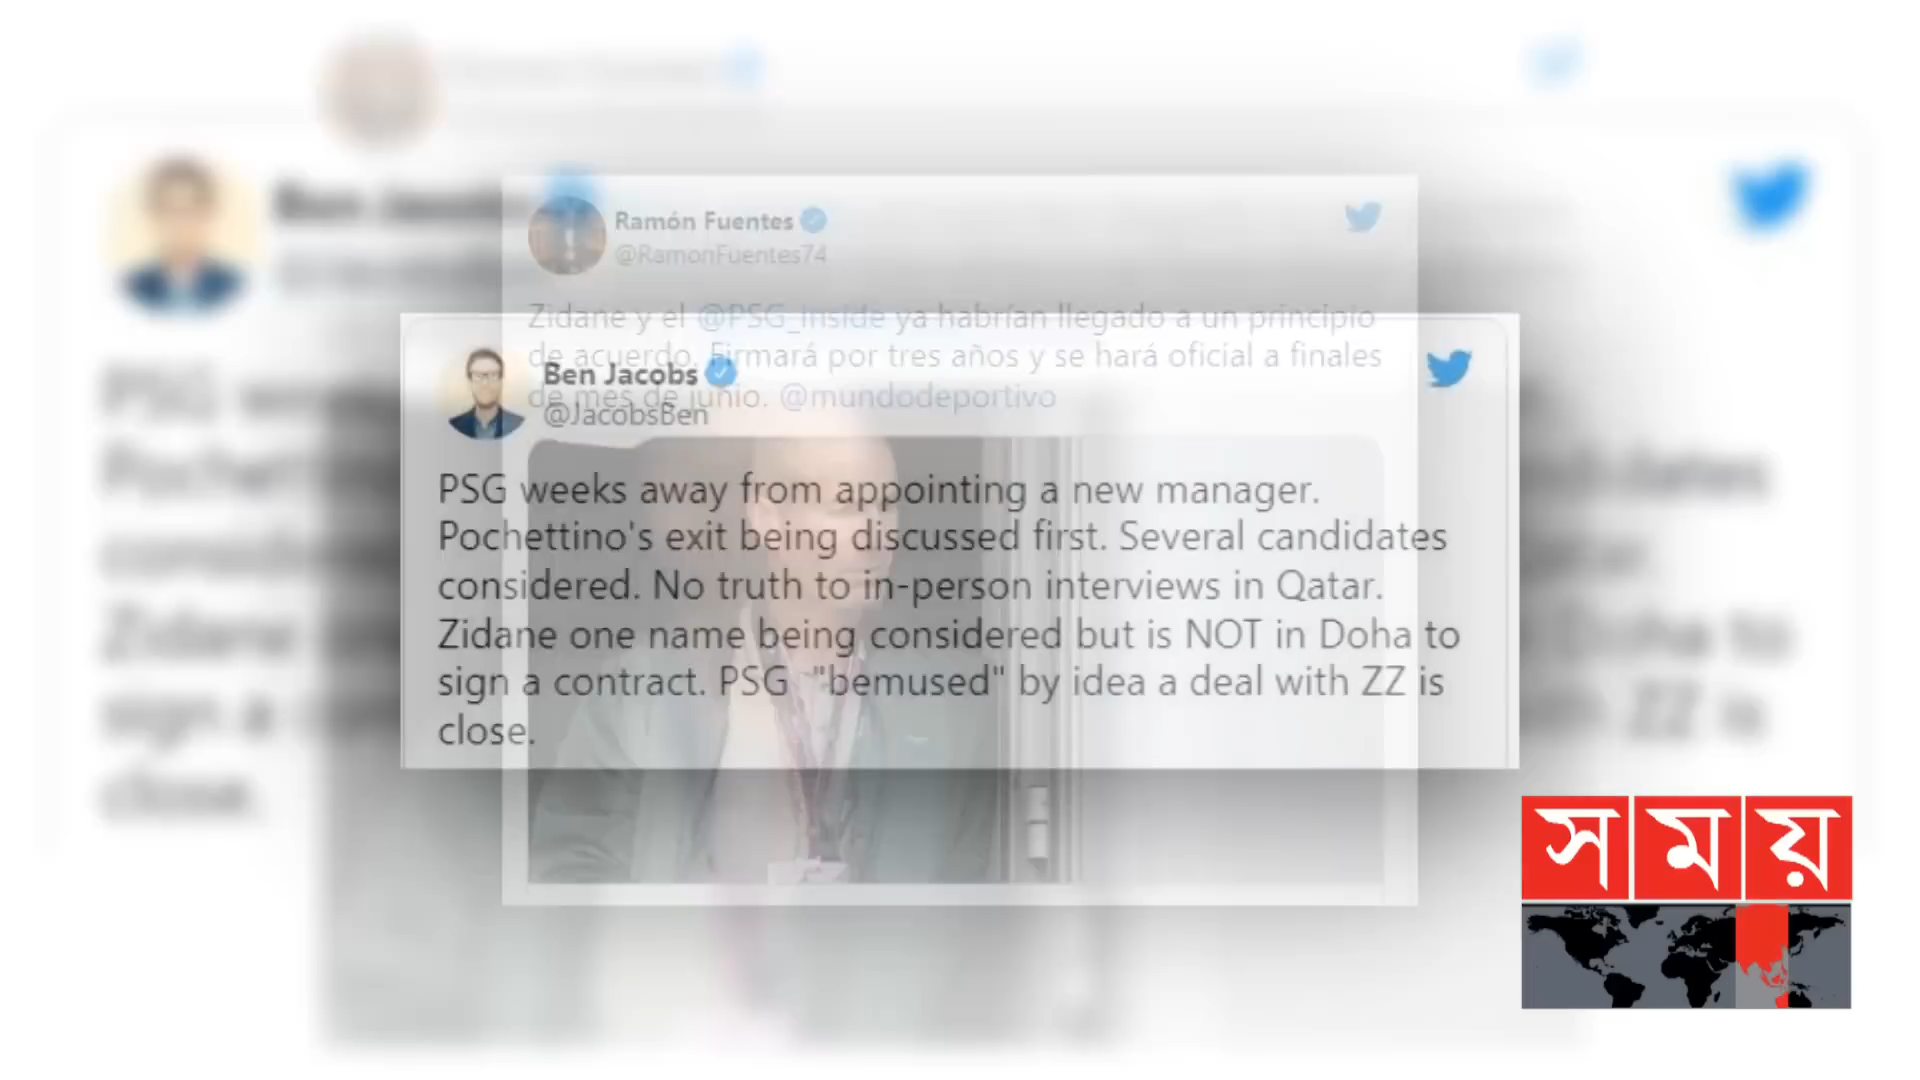 Ramón Fuentes
@RamonFuentes74
Zidane y el @PSG_inside ya habrían llegado a un principio
de acuerdo. Firmará por tres años y se hará oficial a finales
de mes de junio. @mundodeportivo
Ben Jacobs
@JacobsBen
PSG weeks away from appointing a new manager.
Pochettino's exit being discussed first. Several candidates
considered. No truth to in-person interviews in Qatar.
Zidane one name being considered but is NOT in Doha to
sign a contract. PSG "bemused" by idea a deal with ZZ is
close.
সময়